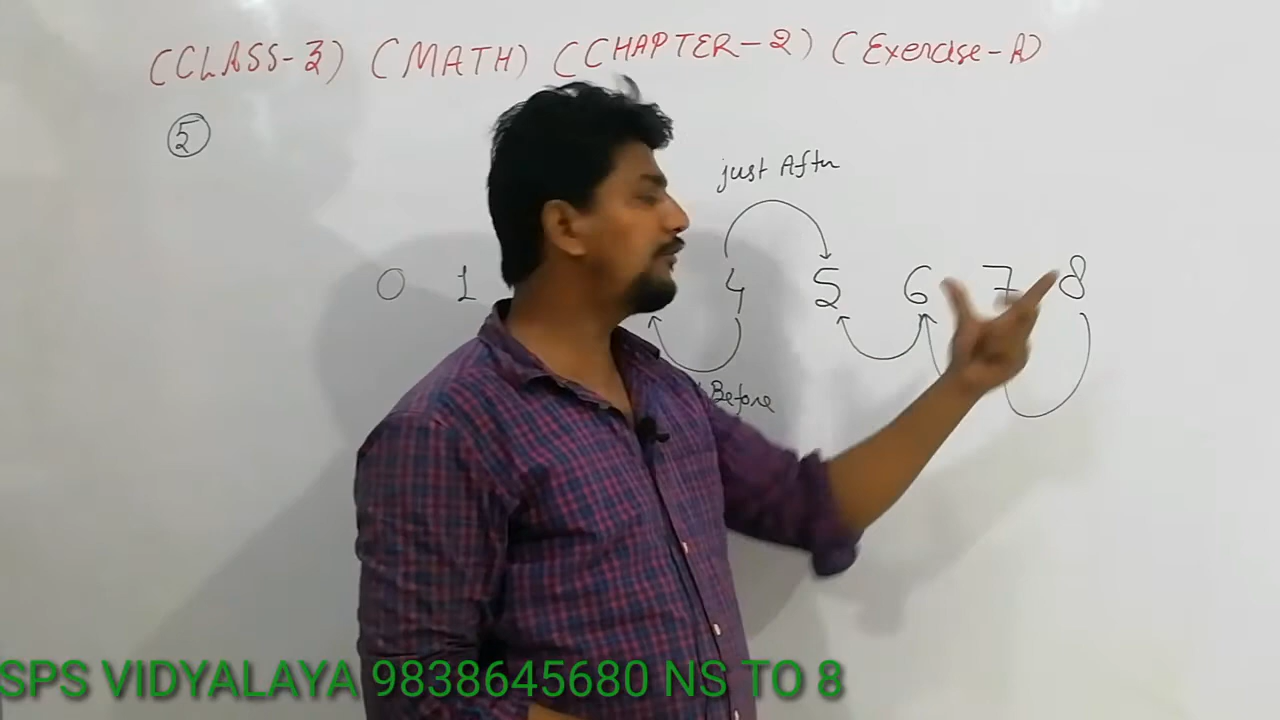 (CLASS-3) (MATH) (CHAPTER-2) (Exercise-A)
5
just After
0 1 4 5 6 7 8
Before
SPS VIDYALAYA 9838645680 NS TO 8